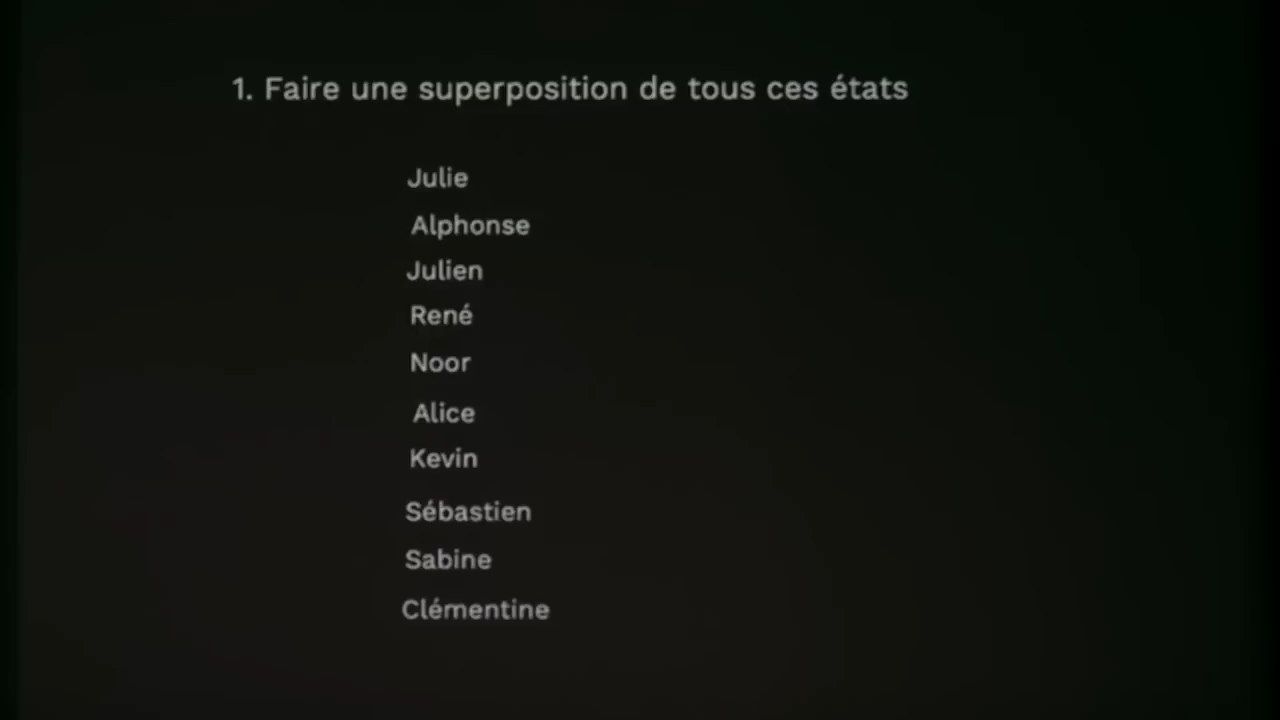 1. Faire une superposition de tous ces états
Julie
Alphonse
Julien
René
Noor
Alice
Kevin
Sébastien
Sabine
Clémentine